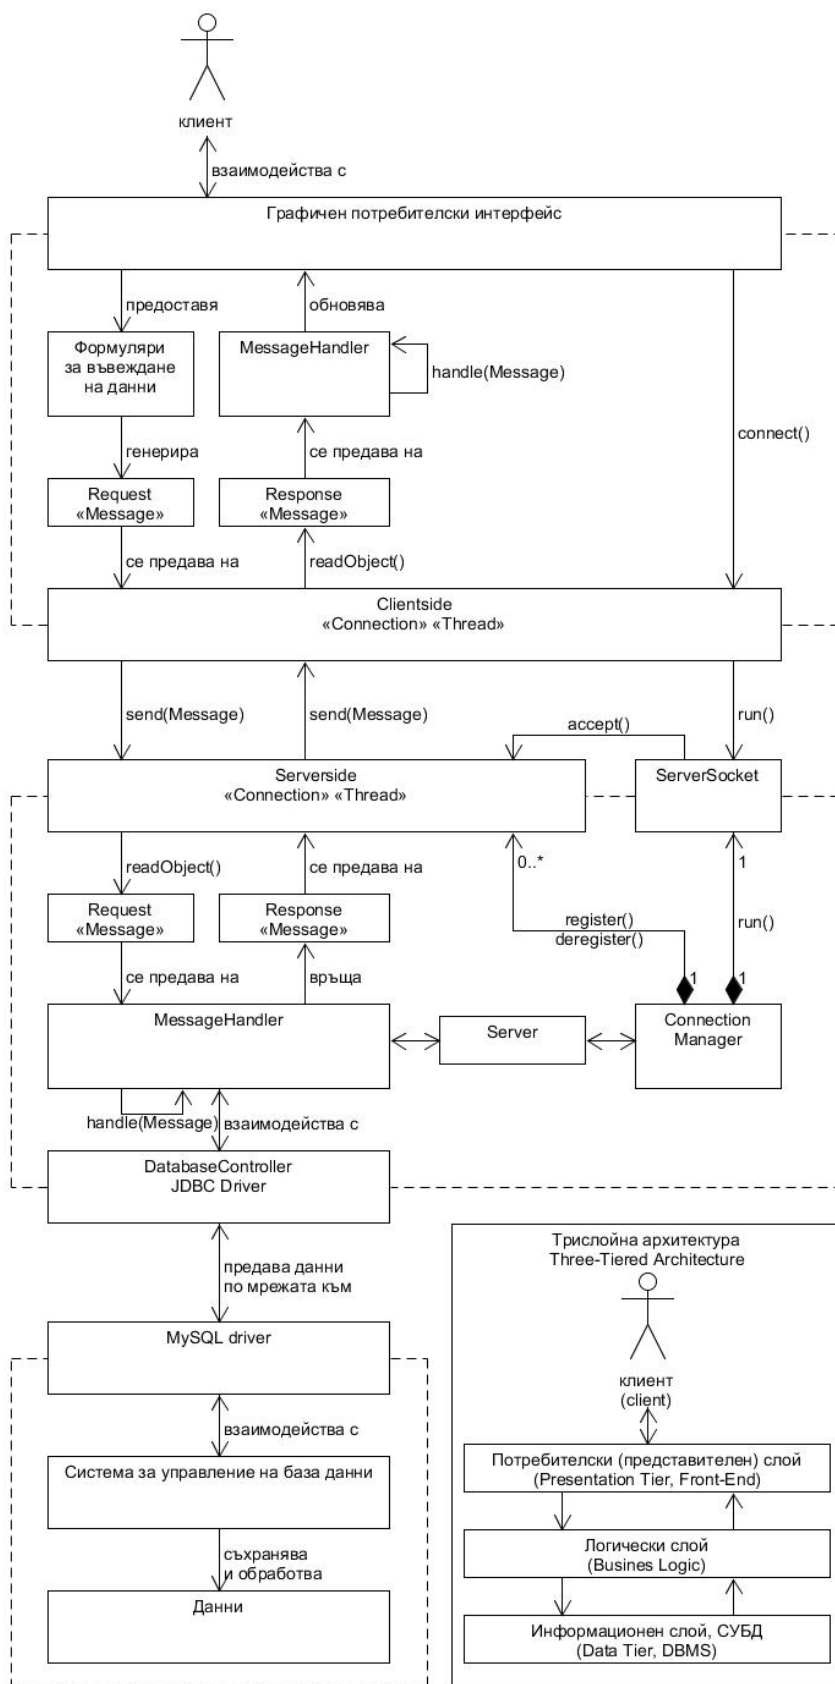 клиент
взаимодейства с
Графичен потребителски интерфейс
предоставя
обновява
Формуляри
за въвеждане
на данни
MessageHandler
handle(Message)
connect()
генерира
се предава на
Request
«Message»
Response
«Message»
се предава на
readObject()
Clientside
«Connection» «Thread»
send(Message)
send(Message)
run()
accept()
Serverside
«Connection» «Thread»
ServerSocket
readObject()
се предава на
0..*
1
Request
«Message»
Response
«Message»
register()
deregister()
run()
се предава на
връща
1
1
MessageHandler
Server
Connection
Manager
handle(Message)
взаимодейства с
DatabaseController
JDBC Driver
предава данни
по мрежата към
MySQL driver
взаимодейства с
Система за управление на база данни
съхранява
и обработва
Данни
Трислойна архитектура
Three-Tiered Architecture
клиент
(client)
Потребителски (представителен) слой
(Presentation Tier, Front-End)
Логически слой
(Busines Logic)
Информационен слой, СУБД
(Data Tier, DBMS)